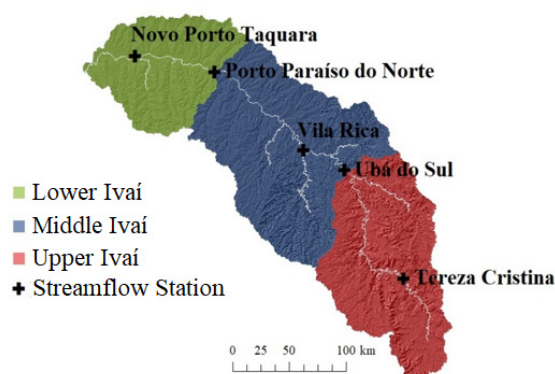 Novo Porto Taquara
Porto Paraíso do Norte
Vila Rica
Ubá do Sul
Tereza Cristina
Lower Ivaí
Middle Ivaí
Upper Ivaí
Streamflow Station
0 25 50 100 km